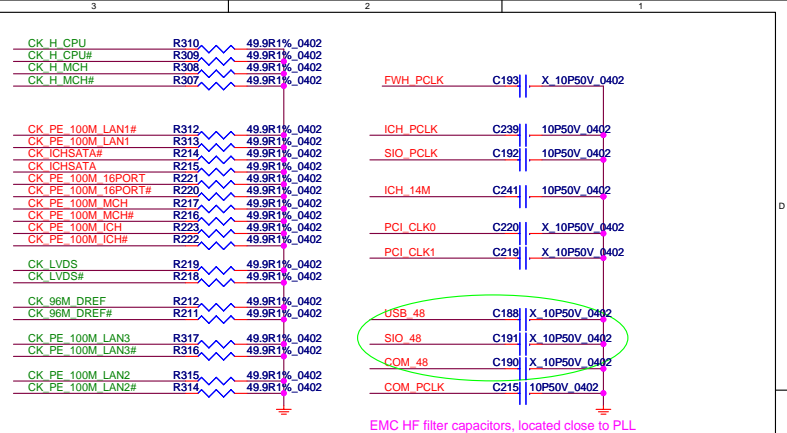 3 2 1
CK_H_CPU R310 49.9R1%_0402
CK_H_CPU# R309 49.9R1%_0402
CK_H_MCH R308 49.9R1%_0402
CK_H_MCH# R307 49.9R1%_0402
CK_PE_100M_LAN1# R312 49.9R1%_0402
CK_PE_100M_LAN1 R313 49.9R1%_0402
CK_ICHSATA# R214 49.9R1%_0402
CK_ICHSATA R215 49.9R1%_0402
CK_PE_100M_16PORT R221 49.9R1%_0402
CK_PE_100M_16PORT# R220 49.9R1%_0402
CK_PE_100M_MCH R217 49.9R1%_0402
CK_PE_100M_MCH# R216 49.9R1%_0402
CK_PE_100M_ICH R223 49.9R1%_0402
CK_PE_100M_ICH# R222 49.9R1%_0402
CK_LVDS R219 49.9R1%_0402
CK_LVDS# R218 49.9R1%_0402
CK_96M_DREF R212 49.9R1%_0402
CK_96M_DREF# R211 49.9R1%_0402
CK_PE_100M_LAN3 R317 49.9R1%_0402
CK_PE_100M_LAN3# R316 49.9R1%_0402
CK_PE_100M_LAN2 R315 49.9R1%_0402
CK_PE_100M_LAN2# R314 49.9R1%_0402
FWH_PCLK C193 X_10P50V_0402
ICH_PCLK C239 10P50V_0402
SIO_PCLK C192 10P50V_0402
ICH_14M C241 10P50V_0402
PCI_CLK0 C220 X_10P50V_0402
PCI_CLK1 C219 X_10P50V_0402
USB_48 C188 X_10P50V_0402
SIO_48 C191 X_10P50V_0402
COM_48 C190 X_10P50V_0402
COM_PCLK C215 10P50V_0402
EMC HF filter capacitors, located close to PLL
D